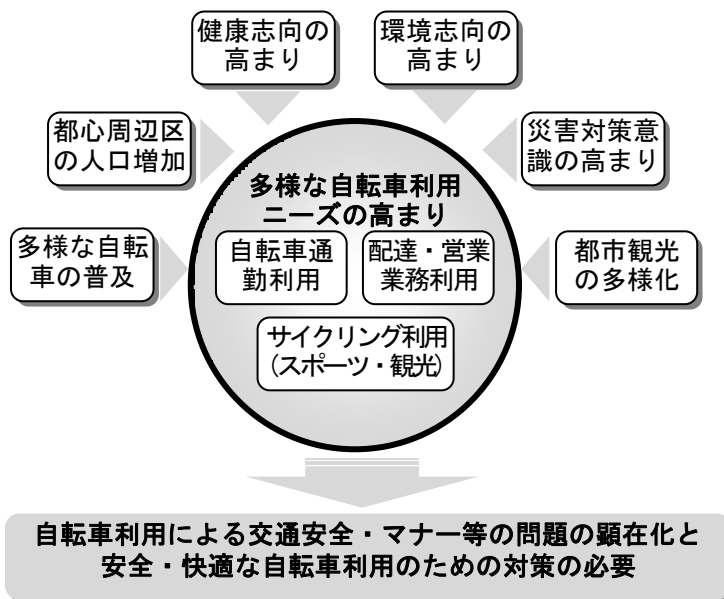 健康志向の
高まり
環境志向の
高まり
都心周辺区
の人口増加
災害対策意
識の高まり
多様な自転車利用
ニーズの高まり
多様な自転
車の普及
自転車通
勤利用
配達・営業
業務利用
都市観光
の多様化
サイクリング利用
（スポーツ・観光）
自転車利用による交通安全・マナー等の問題の顕在化と
安全・快適な自転車利用のための対策の必要